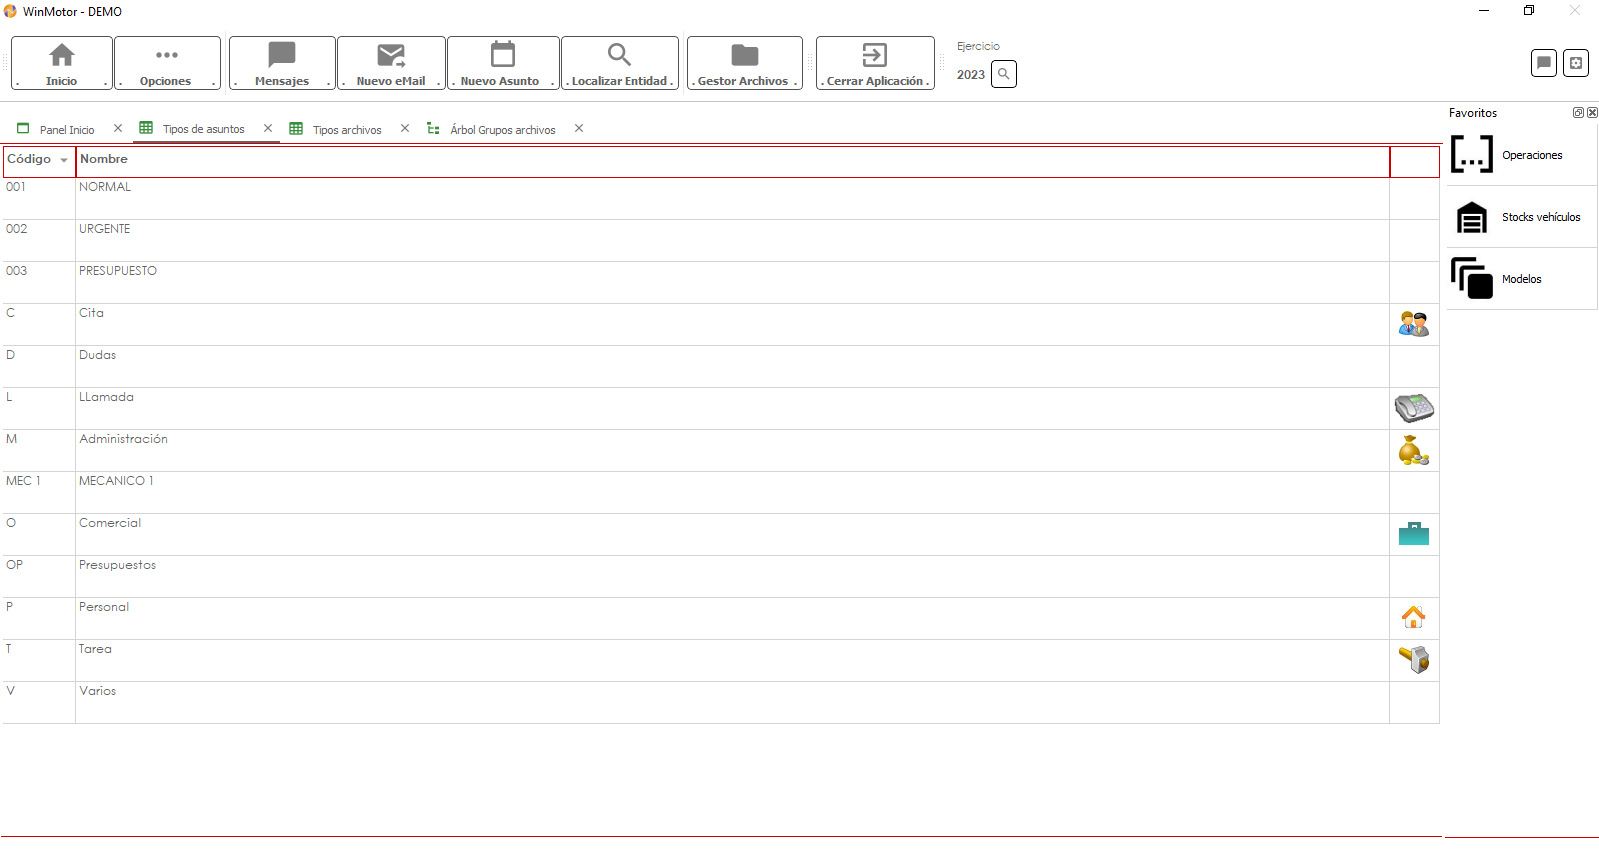 WinMotor - DEMO
Inicio
Opciones
Mensajes
Nuevo eMail
Nuevo Asunto
Localizar Entidad
Gestor Archivos
Cerrar Aplicación
Ejercicio
2023
Panel Inicio
Tipos de asuntos
Tipos archivos
Árbol Grupos archivos
Favoritos
Operaciones
Stocks vehículos
Modelos
Código Nombre
001 NORMAL
002 URGENTE
003 PRESUPUESTO
C Cita
D Dudas
L LLamada
M Administración
MEC 1 MECANICO 1
O Comercial
OP Presupuestos
P Personal
T Tarea
V Varios